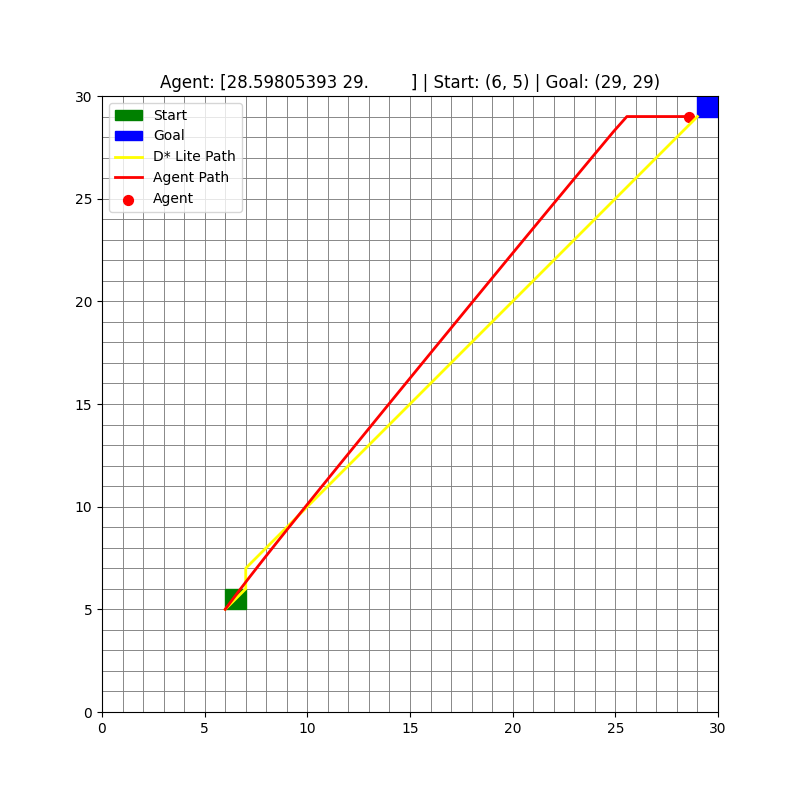 Agent: [28.59805393 29.        ] | Start: (6, 5) | Goal: (29, 29)
Start
Goal
D* Lite Path
Agent Path
Agent
30
25
20
15
10
5
0
0 5 10 15 20 25 30